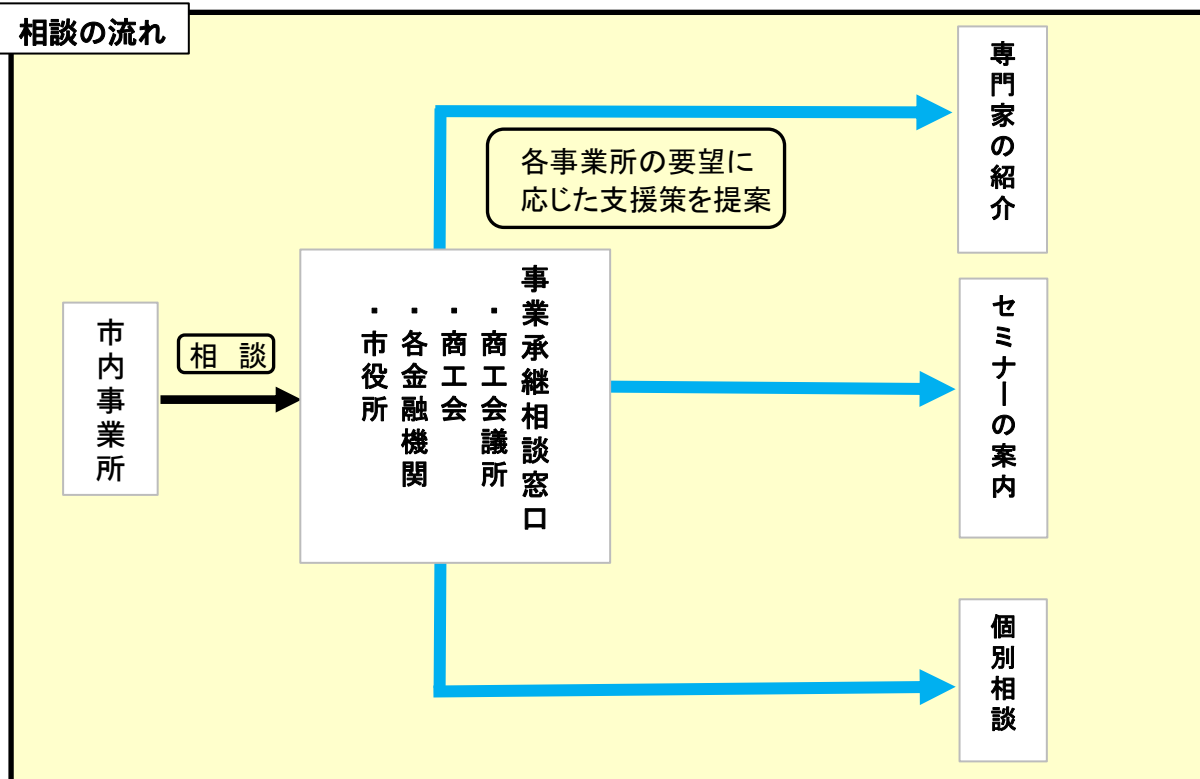 相談の流れ
市内事業所
相　談
事業承継相談窓口
・商工会議所
・商工会
・各金融機関
・市役所
各事業所の要望に
応じた支援策を提案
専門家の紹介
セミナーの案内
個別相談